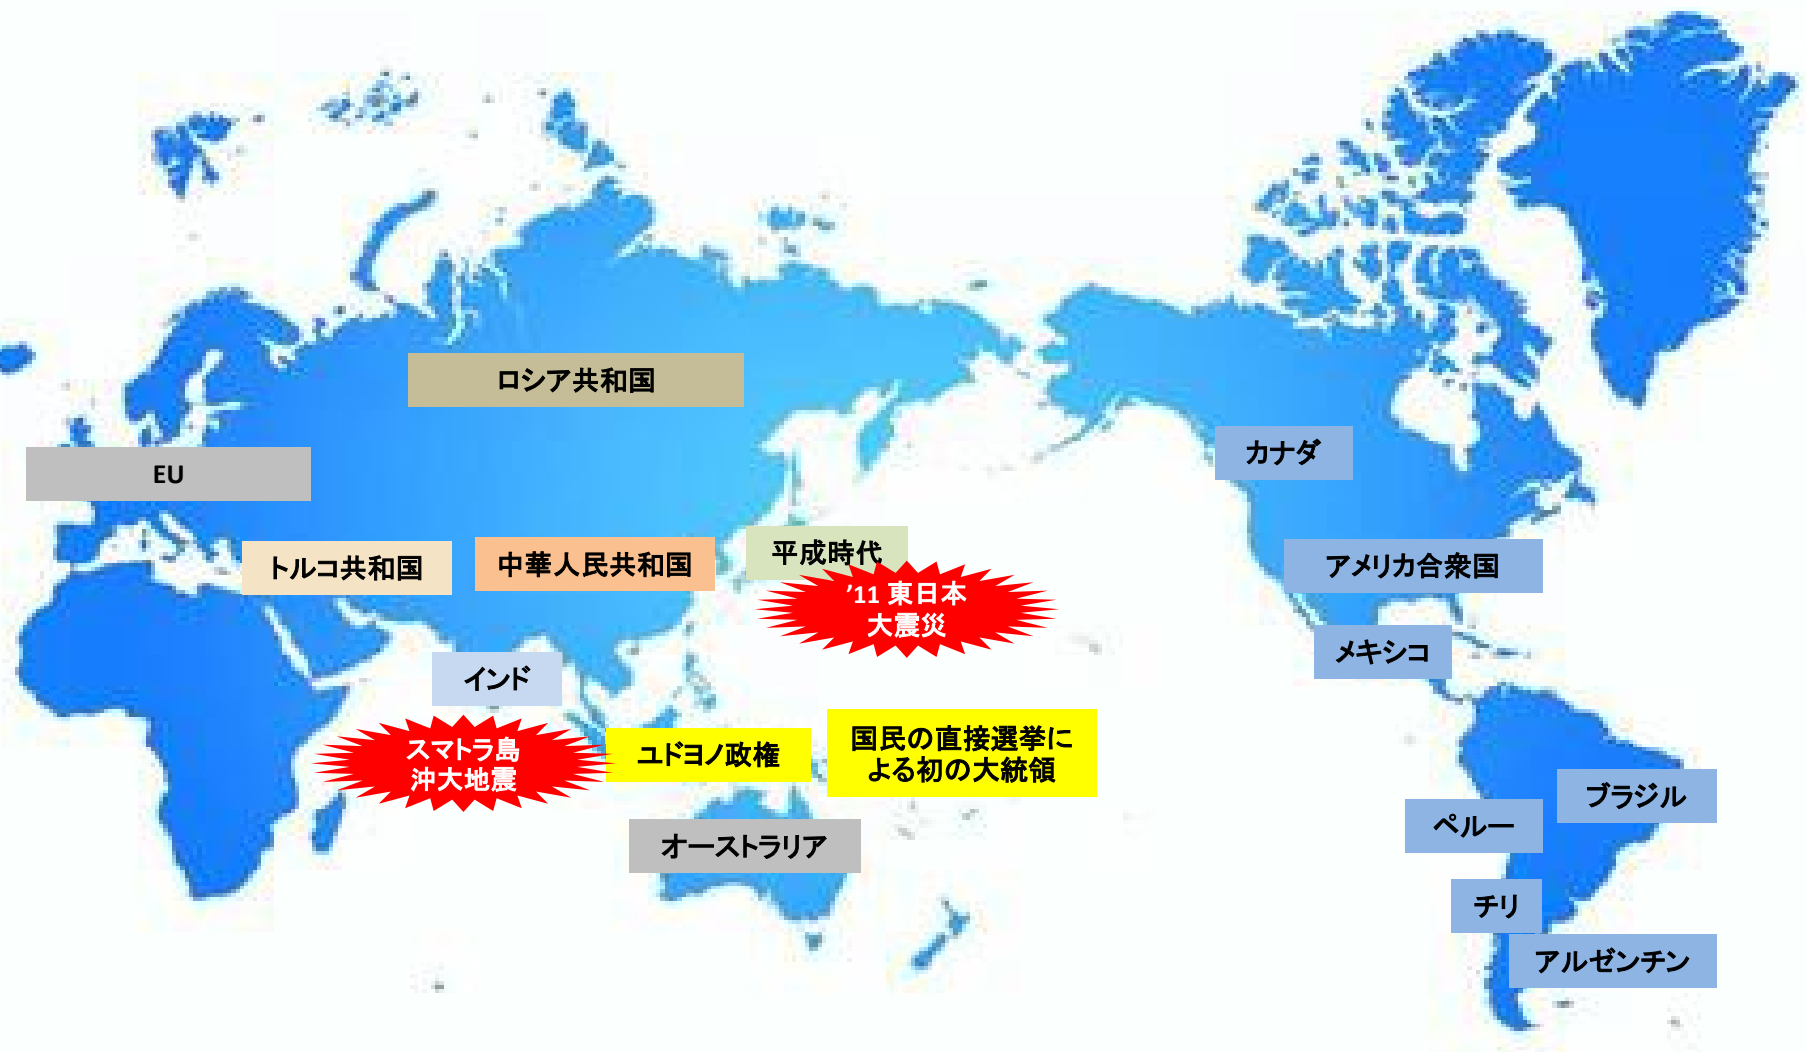 ロシア共和国
カナダ
EU
トルコ共和国
中華人民共和国
平成時代
’11 東日本
大震災
アメリカ合衆国
メキシコ
インド
スマトラ島
沖大地震
ユドヨノ政権
国民の直接選挙に
よる初の大統領
ブラジル
ペルー
オーストラリア
チリ
アルゼンチン